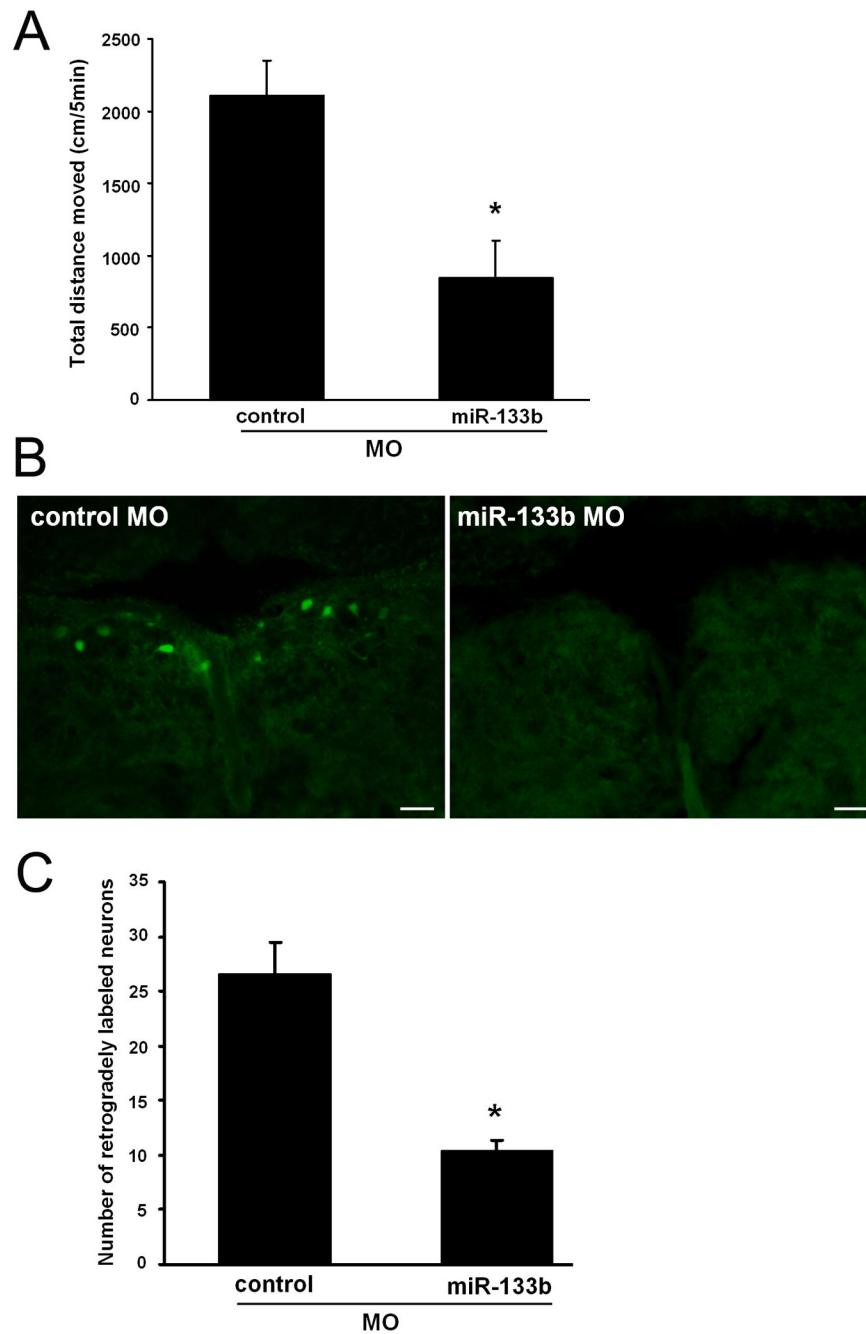 A
Total distance moved (cm/5min)
2500
2000
1500
1000
500
0
*
control
miR-133b
MO
B
control MO
miR-133b MO
C
Number of retrogradely labeled neurons
35
30
25
20
15
10
5
0
*
control
miR-133b
MO